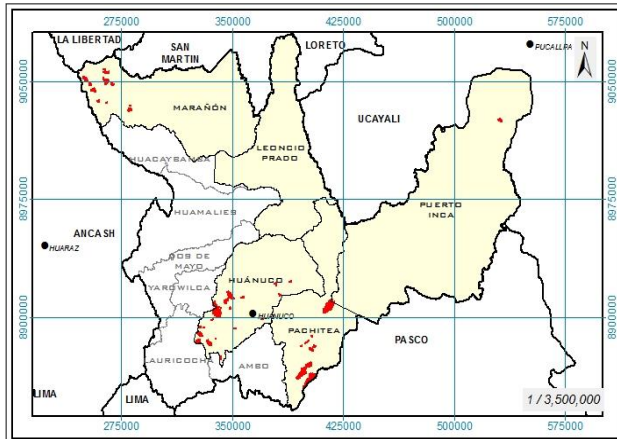 275000 350000 425000 500000 575000
LA LIBERTAD
SAN
MARTIN
LORETO
PUCALLPA
N
9050000
9050000
MARAÑÓN
UCAYALI
LEONCIO
PRADO
HUACAYBAMBA
8975000
8975000
HUAMALIES
PUERTO
INCA
ANCASH
HUARAZ
DOS DE
MAYO
HUÁNUCO
YAROWILCA
HUANUCO
8900000
8900000
PACHITEA
PASCO
LAURICOCHA
AMBO
LIMA
LIMA
1 / 3,500,000
275000 350000 425000 500000 575000